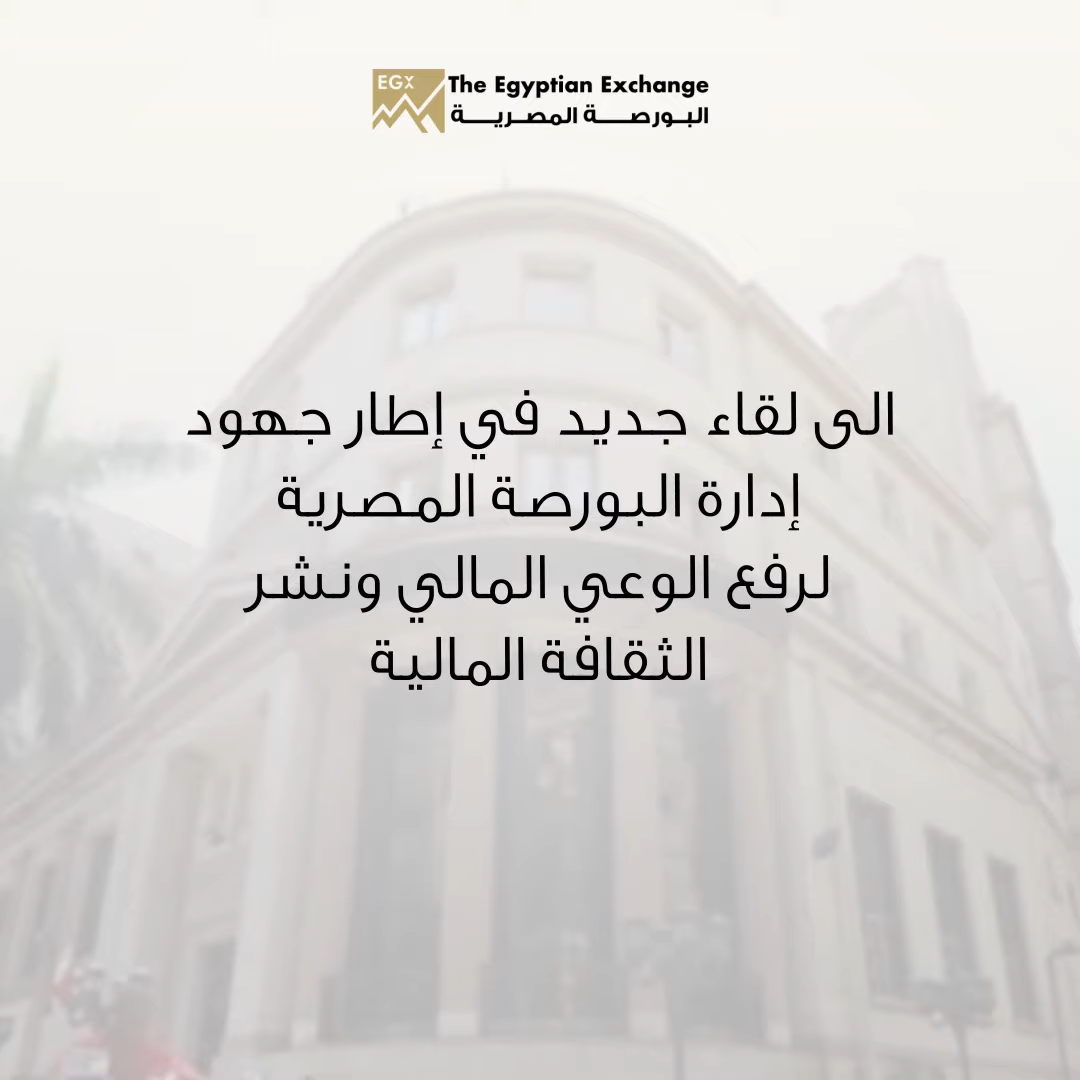 EGX
The Egyptian Exchange
البورصة المصرية
الى لقاء جديد في إطار جهود
إدارة البورصة المصرية
لرفع الوعي المالي ونشر
الثقافة المالية